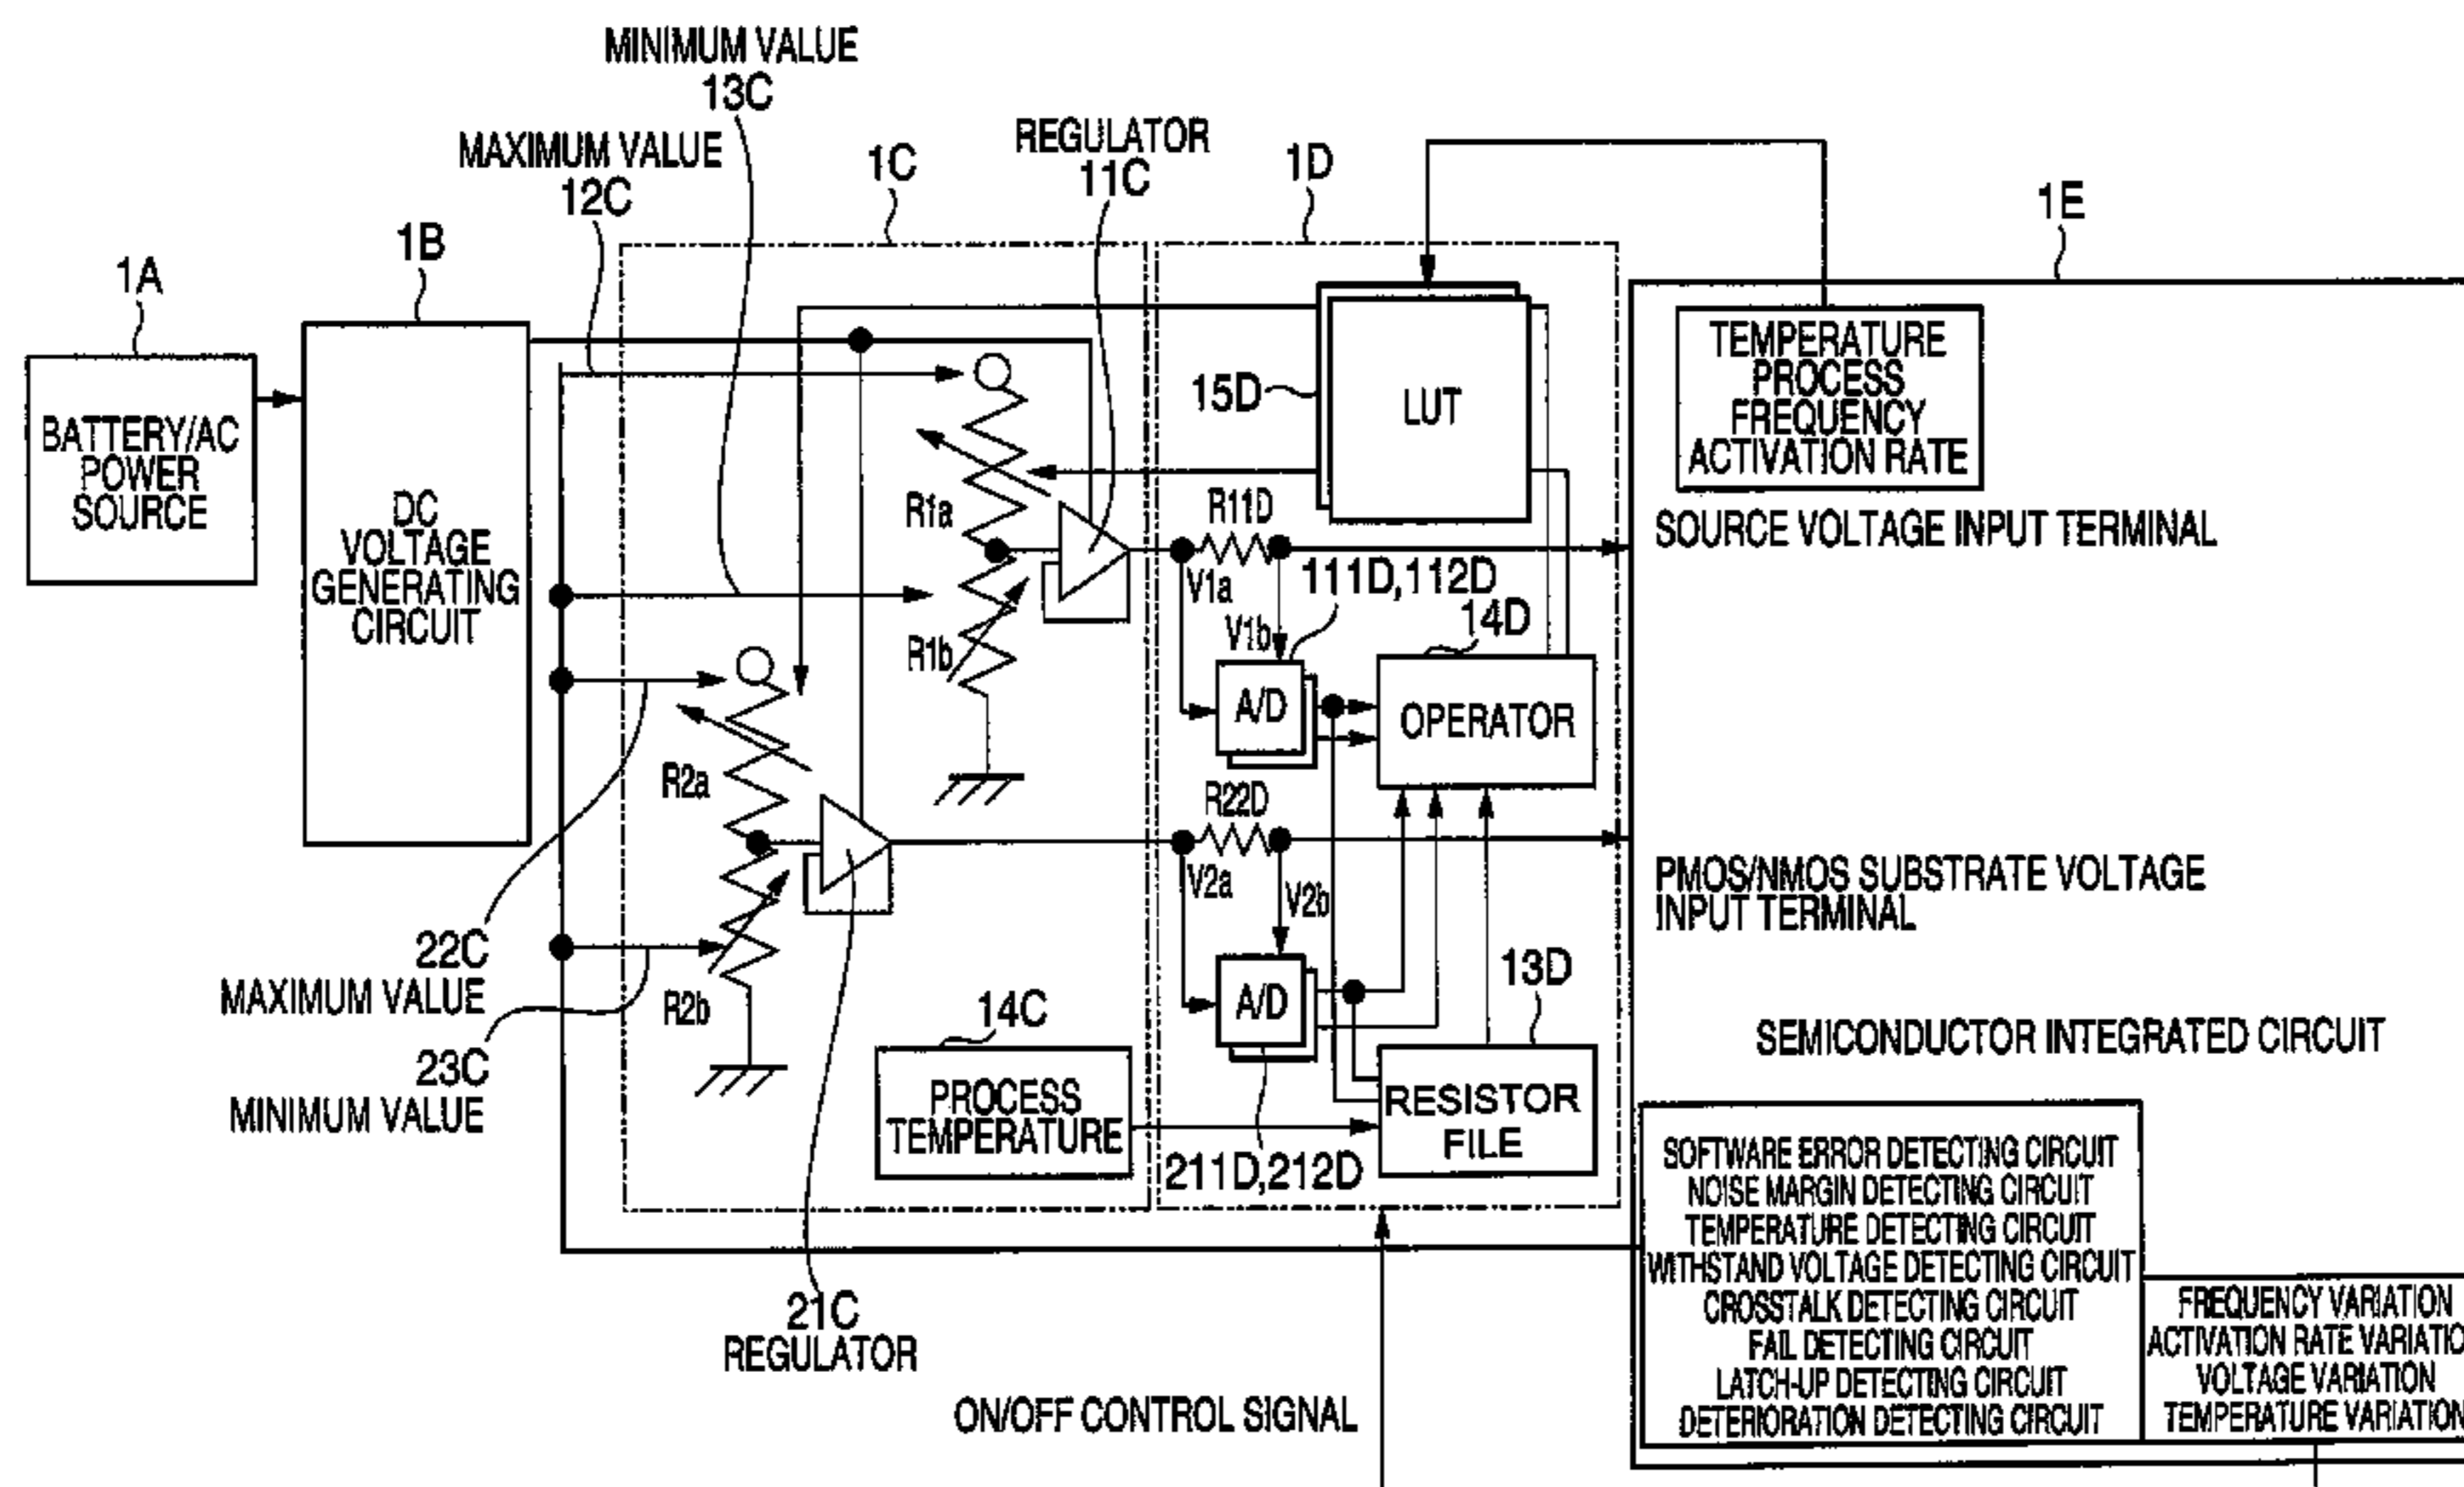 MINIMUM VALUE
13C
MAXIMUM VALUE
12C
1C
REGULATOR
11C
1D
1E
1B
1A
BATTERY/AC
POWER
SOURCE
DC
VOLTAGE
GENERATING
CIRCUIT
R1a
R1b
R2a
R2b
15D
LUT
TEMPERATURE
PROCESS
FREQUENCY
ACTIVATION RATE
SOURCE VOLTAGE INPUT TERMINAL
R11D
V1a
V1b
111D,112D
14D
A/D
OPERATOR
R22D
V2a
V2b
PMOS/NMOS SUBSTRATE VOLTAGE
INPUT TERMINAL
22C
MAXIMUM VALUE
23C
MINIMUM VALUE
14C
PROCESS
TEMPERATURE
A/D
13D
RESISTOR
FILE
211D,212D
SEMICONDUCTOR INTEGRATED CIRCUIT
SOFTWARE ERROR DETECTING CIRCUIT
NOISE MARGIN DETECTING CIRCUIT
TEMPERATURE DETECTING CIRCUIT
WITHSTAND VOLTAGE DETECTING CIRCUIT
CROSSTALK DETECTING CIRCUIT
FAIL DETECTING CIRCUIT
LATCH-UP DETECTING CIRCUIT
DETERIORATION DETECTING CIRCUIT
FREQUENCY VARIATION
ACTIVATION RATE VARIATIO
VOLTAGE VARIATION
TEMPERATURE VARIATION
21C
REGULATOR
ON/OFF CONTROL SIGNAL